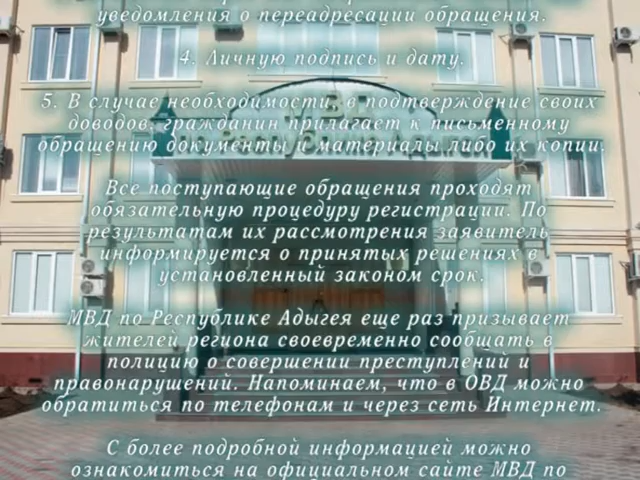 уведомления о переадресации обращения.
4. Личную подпись и дату.
5. В случае необходимости, в подтверждение своих
доводов, гражданин прилагает к письменному
обращению документы и материалы либо их копии.
Все поступающие обращения проходят
обязательную процедуру регистрации. По
результатам их рассмотрения заявитель
информируется о принятых решениях в
установленный законом срок.
МВД по Республике Адыгея еще раз призывает
жителей региона своевременно сообщать в
полицию о совершении преступлений и
правонарушений. Напоминаем, что в ОВД можно
обратиться по телефонам и через сеть Интернет.
С более подробной информацией можно
ознакомиться на официальном сайте МВД по